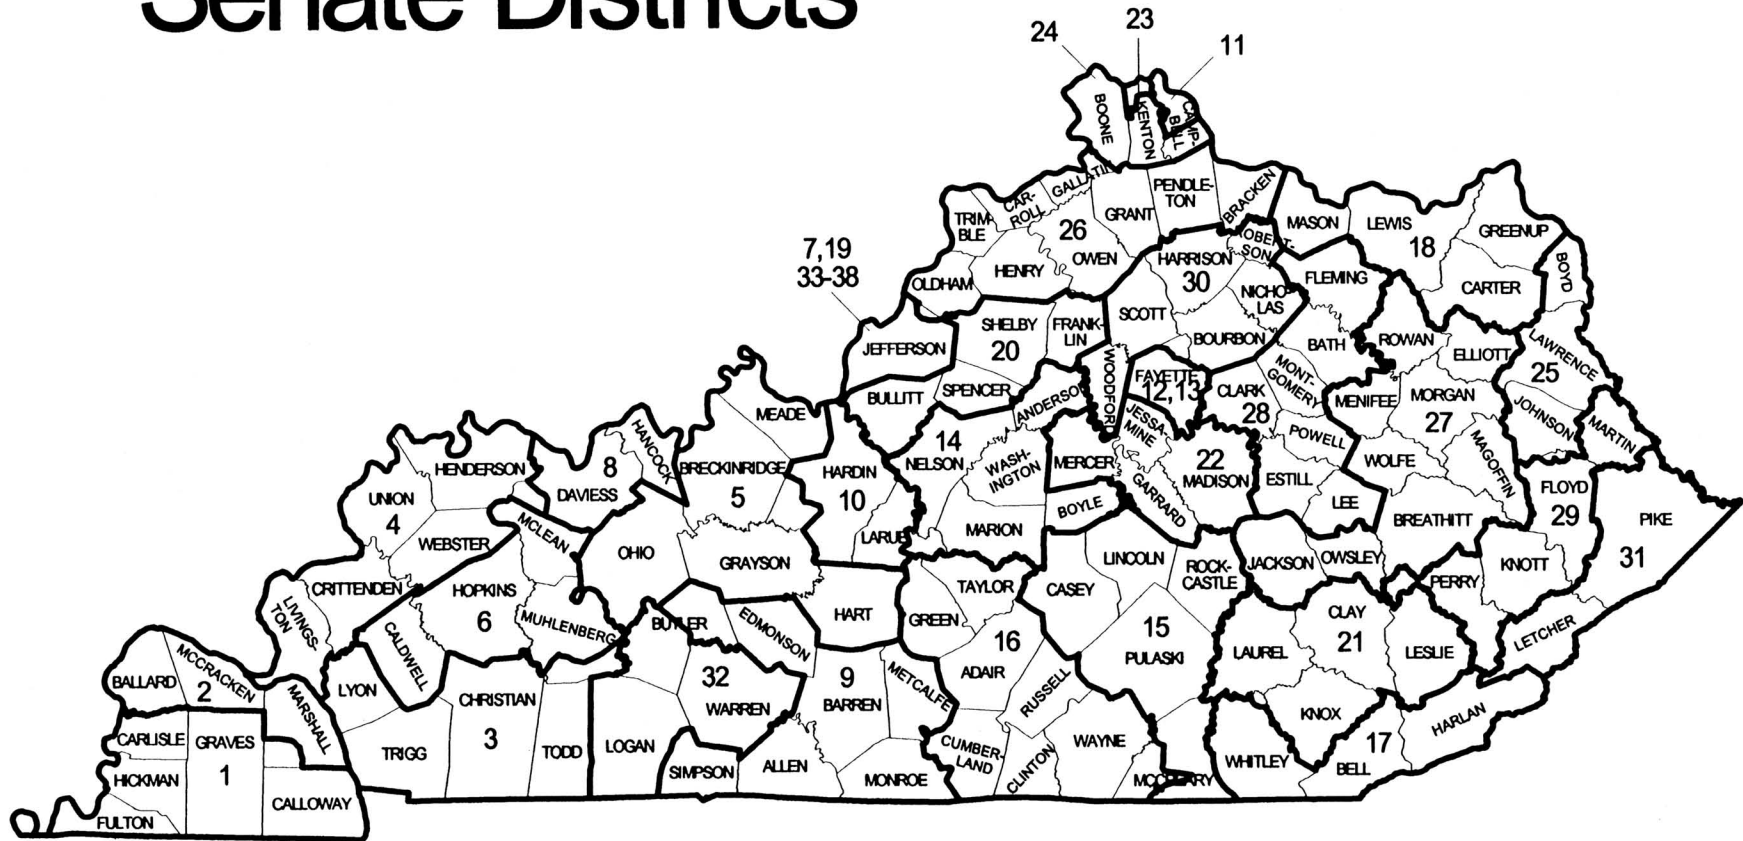 Senate Districts
23
24
11
BOONE
KENTON
CAMP-
BELL
GALLATIN
CAR-
ROLL
TRIM-
BLE
GRANT
PENDLE-
TON
BRACKEN
MASON
LEWIS
18
GREENUP
26
OWEN
HENRY
OLDHAM
7,19
33-38
HARRISON
30
ROBERT-
SON
FLEMING
CARTER
BOYD
NICHO-
LAS
SCOTT
BOURBON
SHELBY
20
FRANK-
LIN
JEFFERSON
BATH
ROWAN
ELLIOTT
LAWRENCE
25
WOODFORD
FAYETTE
12,13
CLARK
28
MONT-
GOMERY
MENIFEE
MORGAN
27
JOHNSON
MARTIN
BULLITT
SPENCER
ANDERSON
JESSA-
MINE
POWELL
MAGOFFIN
MEADE
HANCOCK
14
NELSON
WASH-
INGTON
MERCER
GARRARD
22
MADISON
ESTILL
WOLFE
LEE
FLOYD
29
PIKE
31
HENDERSON
8
DAVIESS
BRECKINRIDGE
5
HARDIN
10
UNION
4
BOYLE
BREATHITT
MCLEAN
WEBSTER
OHIO
GRAYSON
LARUE
MARION
LINCOLN
ROCK-
CASTLE
JACKSON
OWSLEY
PERRY
KNOTT
CRITTENDEN
LIVINGS-
TON
HOPKINS
6
MUHLENBERG
BUTLER
EDMONSON
HART
TAYLOR
GREEN
CASEY
15
PULASKI
CLAY
21
LAUREL
LESLIE
LETCHER
CALDWELL
LYON
MCCRACKEN
2
BALLARD
MARSHALL
CHRISTIAN
3
32
WARREN
9
BARREN
METCALFE
16
ADAIR
RUSSELL
KNOX
HARLAN
CARLISLE
GRAVES
1
TRIGG
TODD
LOGAN
SIMPSON
ALLEN
MONROE
CUMBER-
LAND
CLINTON
WAYNE
MCCREARY
WHITLEY
17
BELL
HICKMAN
FULTON
CALLOWAY